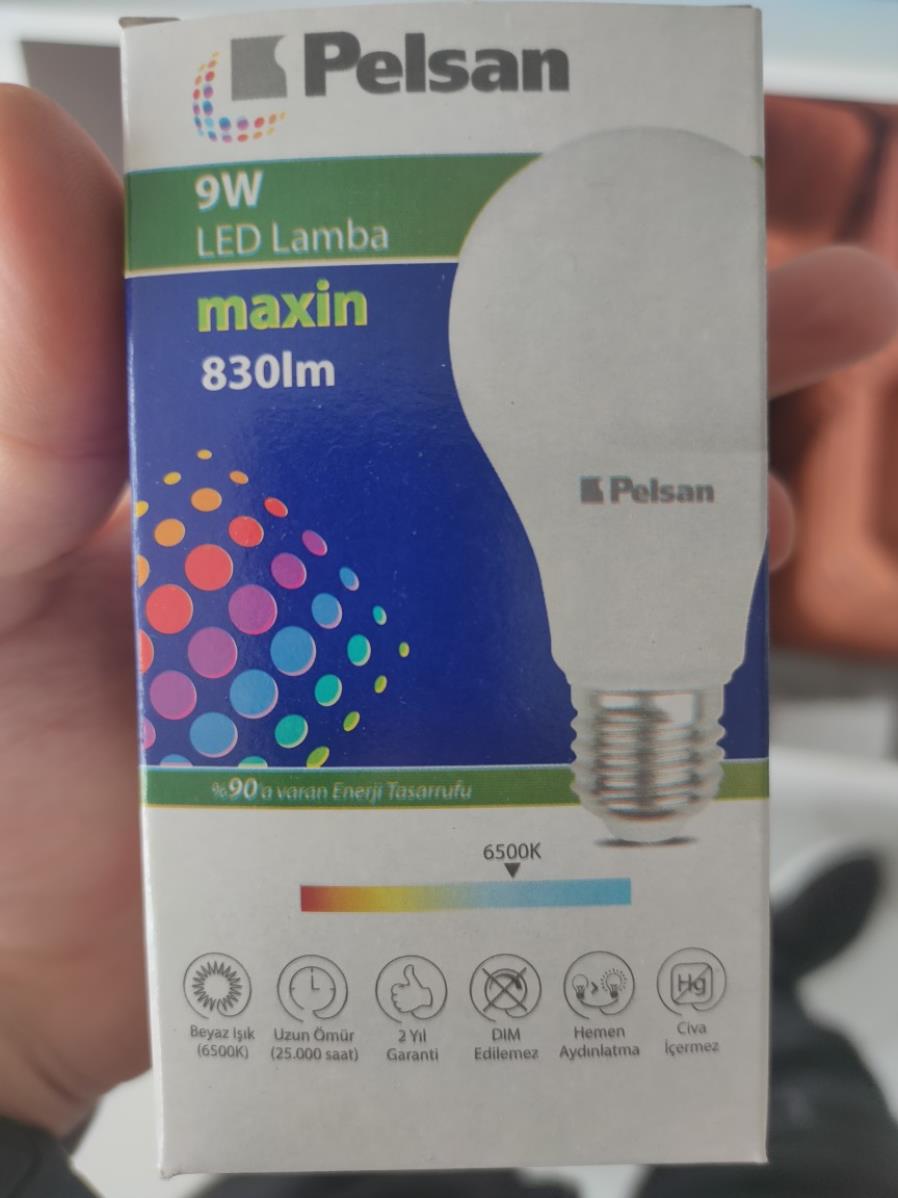 Pelsan
9W
LED Lamba
maxin
830lm
Pelsan
%90'a varan Enerji Tasarrufu
6500K
Beyaz Işık
(6500K)
Uzun Ömür
(25.000 saat)
2 Yıl
Garanti
DIM
Edilemez
Hemen
Aydınlatma
Hg
Civa
İçermez